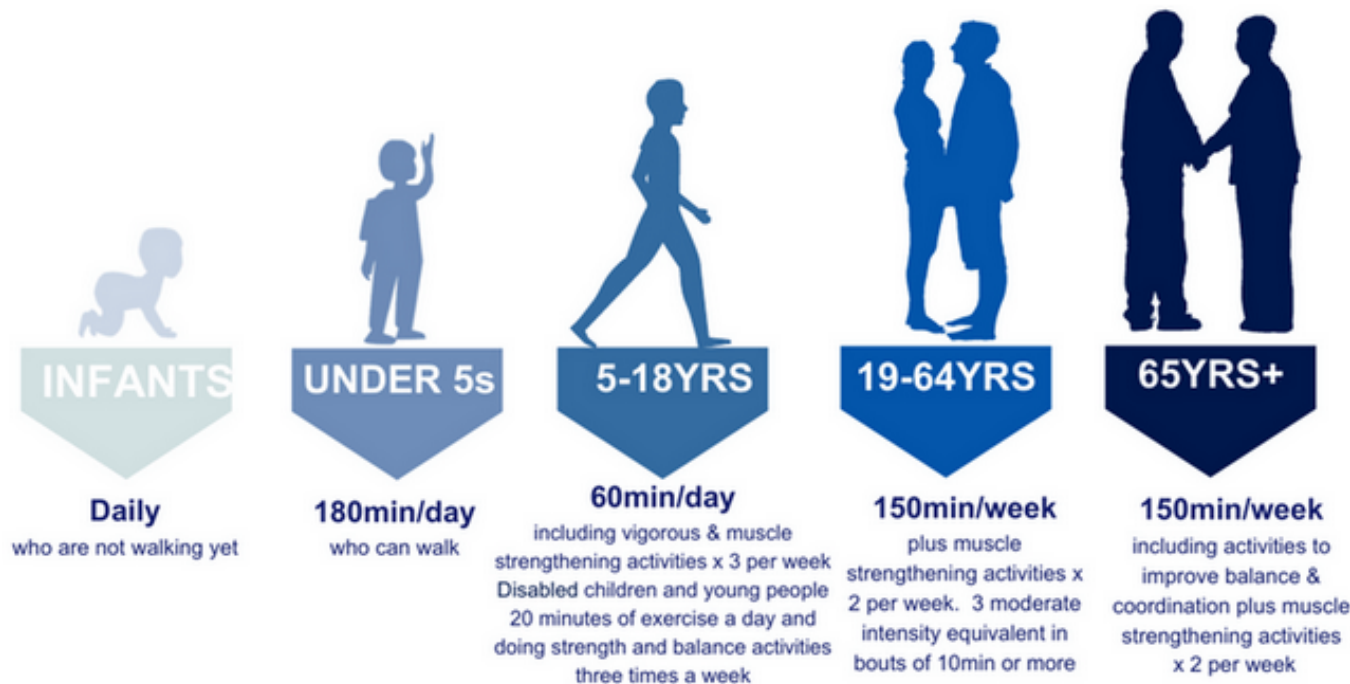 INFANTS
Daily
who are not walking yet
UNDER 5s
180min/day
who can walk
5-18YRS
60min/day
including vigorous & muscle
strengthening activities x 3 per week
Disabled children and young people
20 minutes of exercise a day and
doing strength and balance activities
three times a week
19-64YRS
150min/week
plus muscle
strengthening activities x
2 per week. 3 moderate
intensity equivalent in
bouts of 10min or more
65YRS+
150min/week
including activities to
improve balance &
coordination plus muscle
strengthening activities
x 2 per week